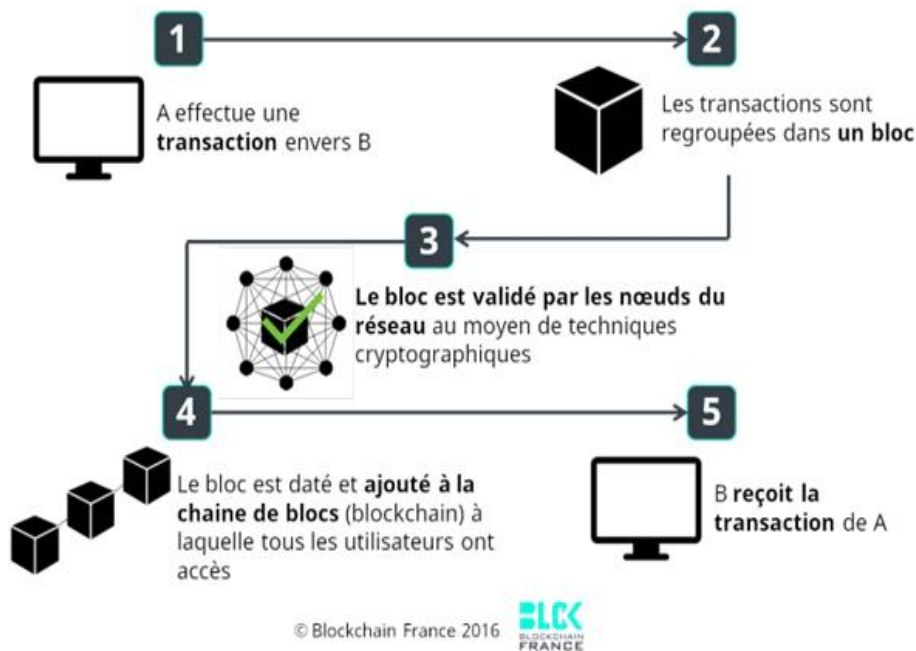 1
2
A effectue une
transaction envers B
Les transactions sont
regroupées dans un bloc
3
Le bloc est validé par les nœuds du
réseau au moyen de techniques
cryptographiques
4
5
Le bloc est daté et ajouté à la
chaine de blocs (blockchain) à
laquelle tous les utilisateurs ont
accès
B reçoit la
transaction de A
© Blockchain France 2016
BLCK
BLOCKCHAIN
FRANCE